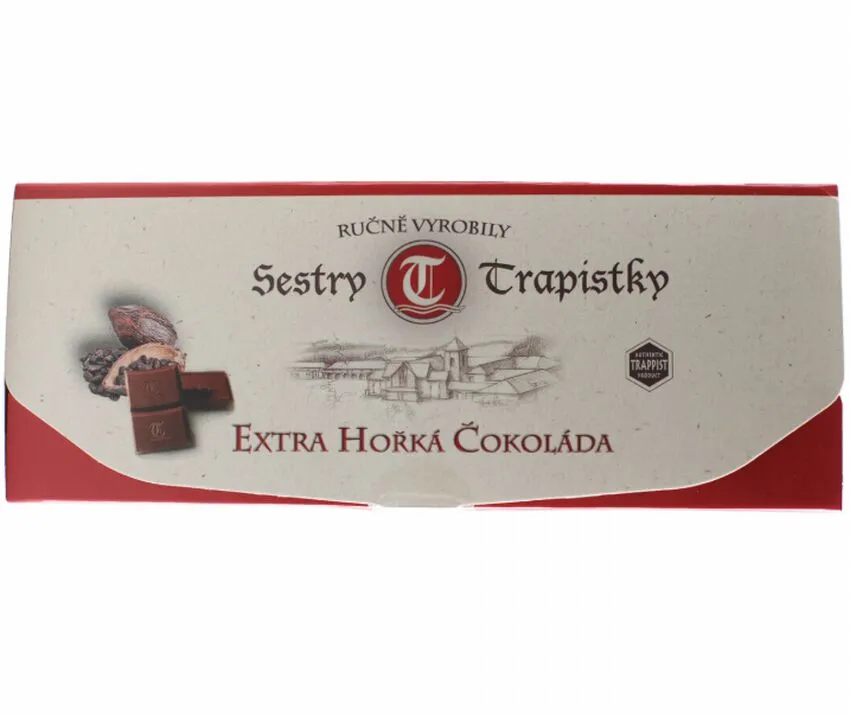 RUČNĚ VYROBILY
Sestry T Trapistky
AUTHENTIC
TRAPPIST
PRODUCT
EXTRA HOŘKÁ ČOKOLÁDA